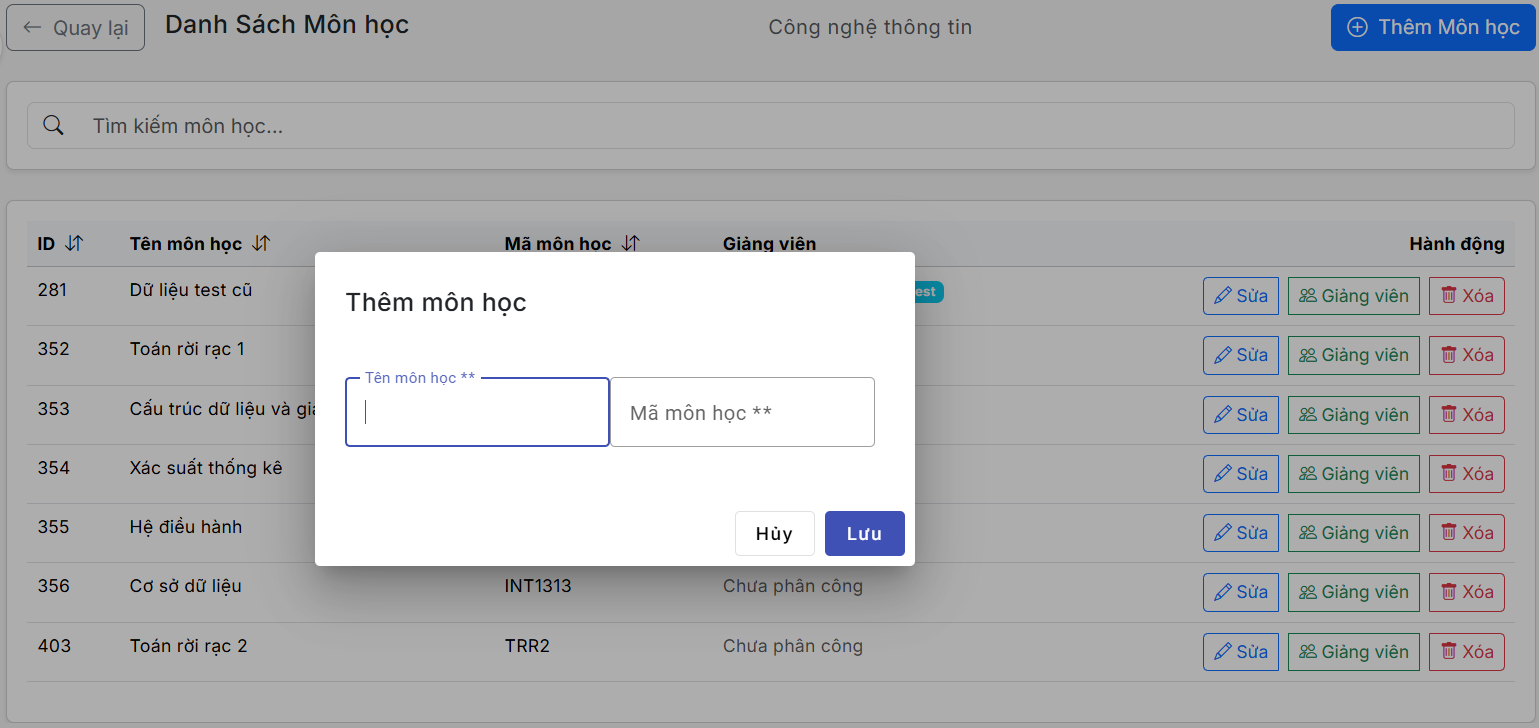 Quay lại Danh Sách Môn học Công nghệ thông tin Thêm Môn học
Tìm kiếm môn học...
ID Tên môn học Mã môn học Giảng viên Hành động
281 Dữ liệu test cũ Sửa Giảng viên Xóa
Thêm môn học
352 Toán rời rạc 1 Sửa Giảng viên Xóa
Tên môn học **
Mã môn học **
353 Cấu trúc dữ liệu và Sửa Giảng viên Xóa
354 Xác suất thống kê Sửa Giảng viên Xóa
355 Hệ điều hành Sửa Giảng viên Xóa
Hủy Lưu
356 Cơ sở dữ liệu INT1313 Chưa phân công Sửa Giảng viên Xóa
403 Toán rời rạc 2 TRR2 Chưa phân công Sửa Giảng viên Xóa